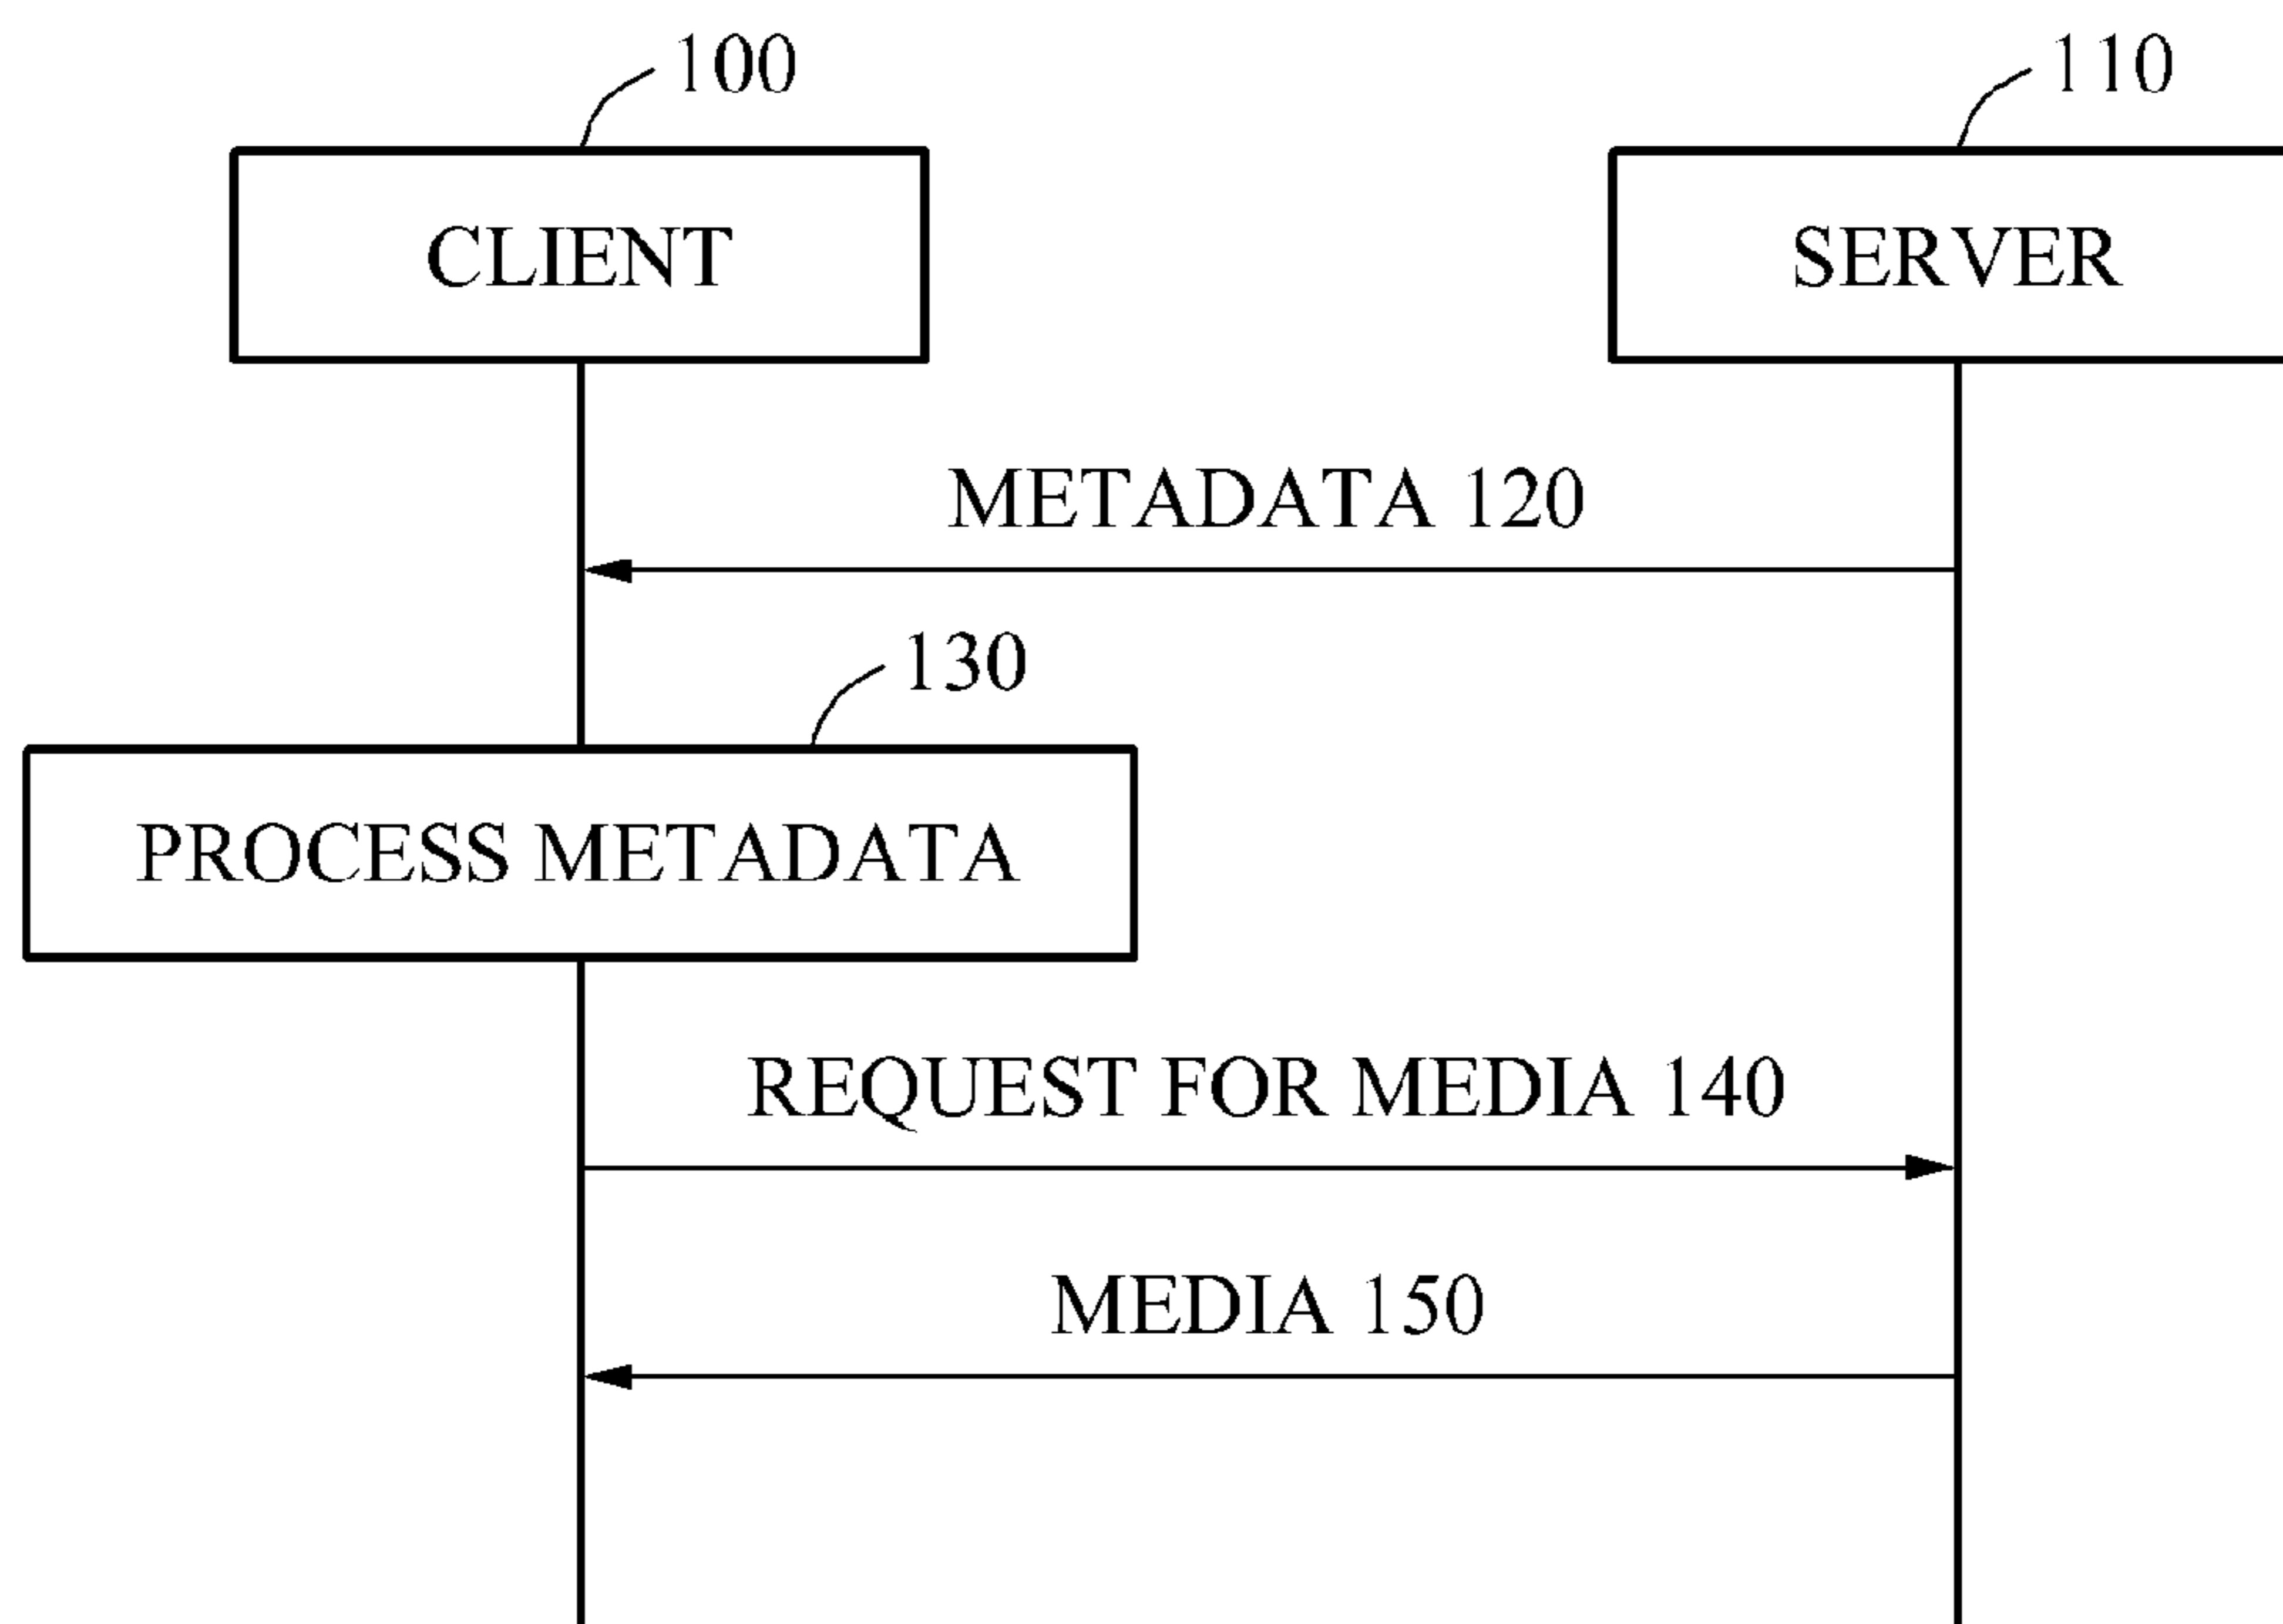 100
110
CLIENT
SERVER
METADATA 120
130
PROCESS METADATA
REQUEST FOR MEDIA 140
MEDIA 150